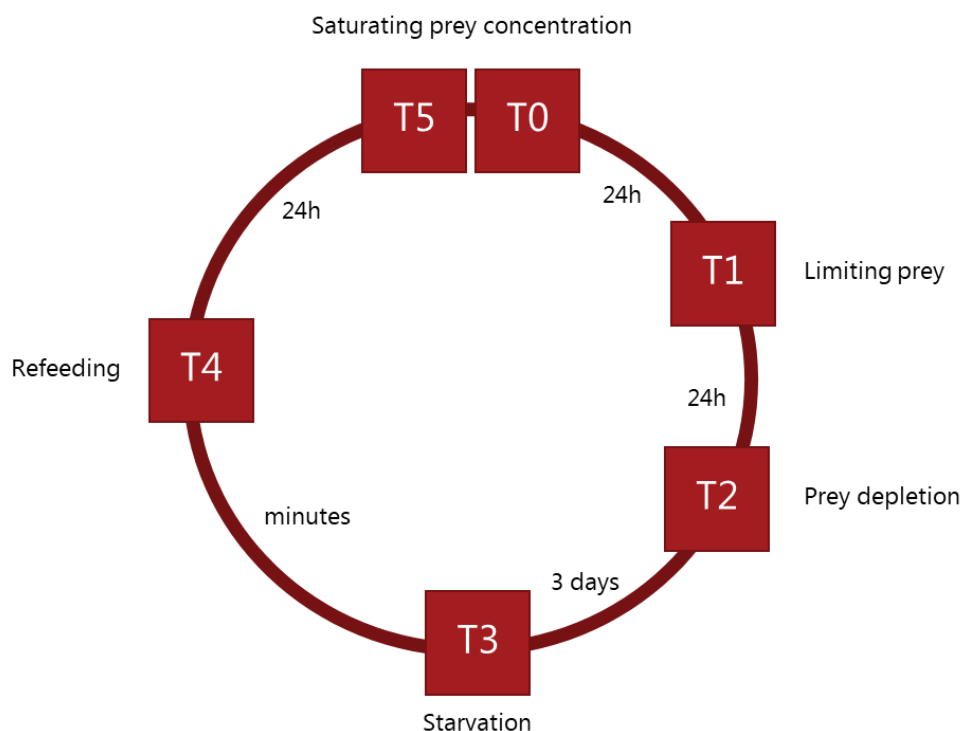 Saturating prey concentration
T5
T0
24h
24h
T1
Limiting prey
T4
Refeeding
24h
T2
Prey depletion
minutes
3 days
T3
Starvation